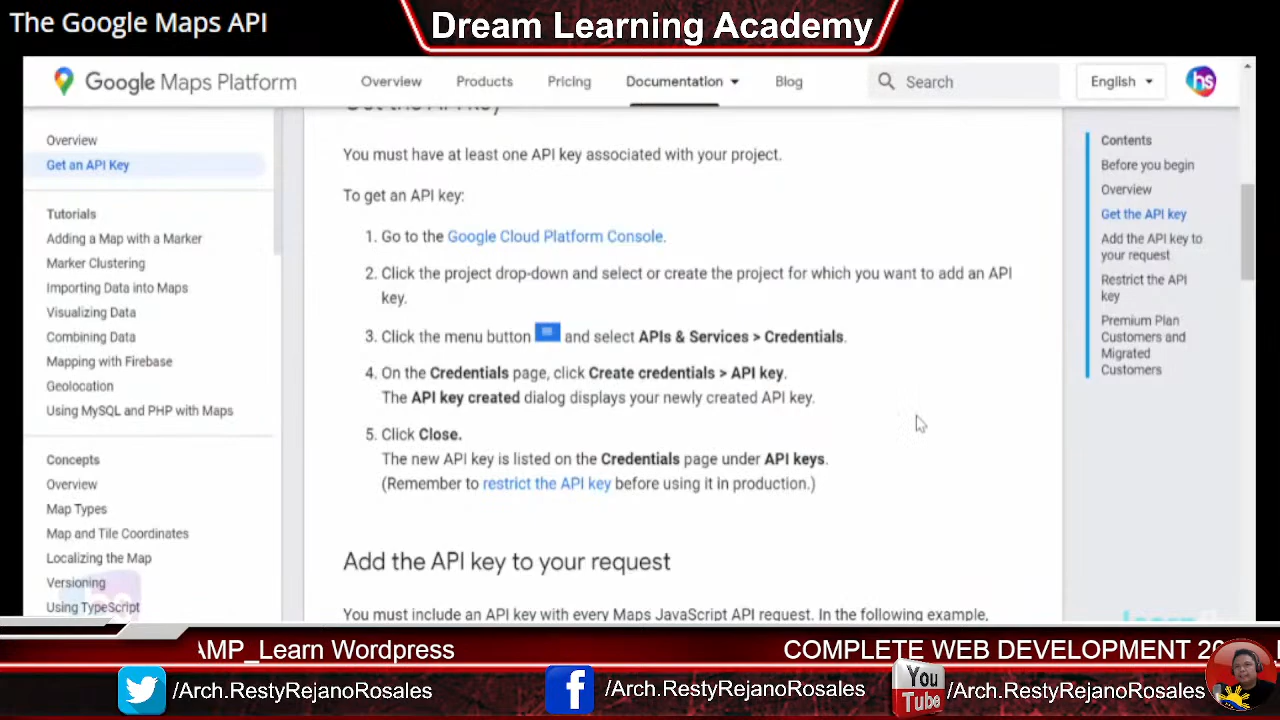 The Google Maps API
Dream Learning Academy
Google Maps Platform
Overview
Products
Pricing
Documentation
Blog
Search
English
hs
Overview
Get an API Key
Tutorials
Adding a Map with a Marker
Marker Clustering
Importing Data into Maps
Visualizing Data
Combining Data
Mapping with Firebase
Geolocation
Using MySQL and PHP with Maps
Concepts
Overview
Map Types
Map and Tile Coordinates
Localizing the Map
Versioning
Using TypeScript
Get the API key
You must have at least one API key associated with your project.
To get an API key:
1. Go to the Google Cloud Platform Console.
2. Click the project drop-down and select or create the project for which you want to add an API
key.
3. Click the menu button and select APIs & Services > Credentials.
4. On the Credentials page, click Create credentials > API key.
The API key created dialog displays your newly created API key.
5. Click Close.
The new API key is listed on the Credentials page under API keys.
(Remember to restrict the API key before using it in production.)
Add the API key to your request
You must include an API key with every Maps JavaScript API request. In the following example,
Contents
Before you begin
Overview
Get the API key
Add the API key to
your request
Restrict the API
key
Premium Plan
Customers and
Migrated
Customers
AMP_Learn Wordpress
COMPLETE WEB DEVELOPMENT
/Arch.RestyRejanoRosales
/Arch.RestyRejanoRosales
You
Tube
/Arch.RestyRejanoRosales